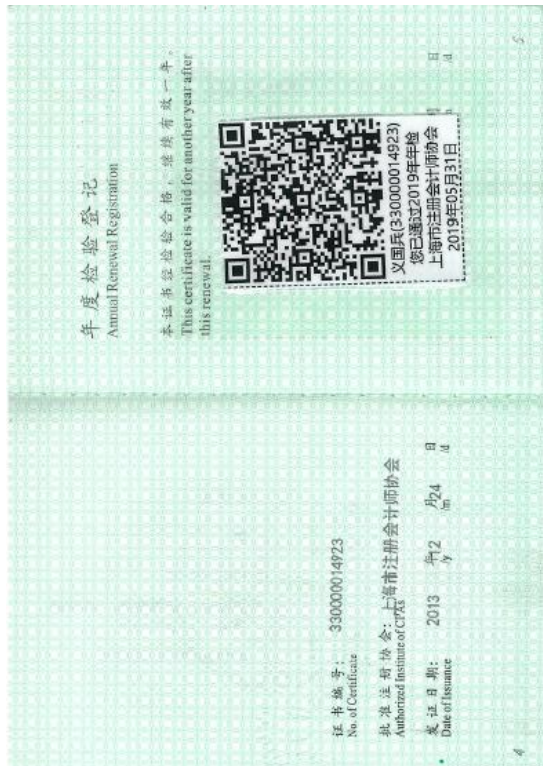 证书编号： 330000014923
No. of Certificate
批准注册协会：上海市注册会计师协会
Authorized Institute of CPAs
发证日期： 2013 年12 月24 日
Date of Issuance /y /m /d
4
年度检验登记
Annual Renewal Registration
本证书经检验合格，继续有效一年。
This certificate is valid for another year after
this renewal.
义国兵(330000014923)
您已通过2019年年检
上海市注册会计师协会
2019年05月31日
日
/d
5